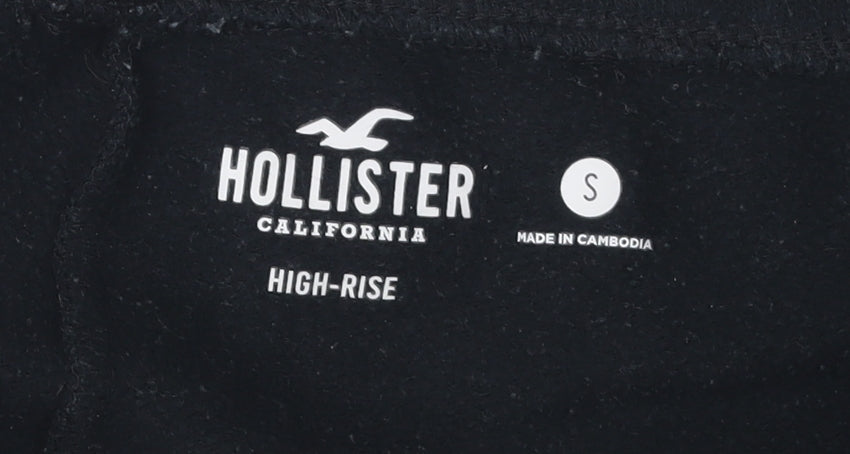 HOLLISTER
CALIFORNIA
HIGH-RISE
S
MADE IN CAMBODIA